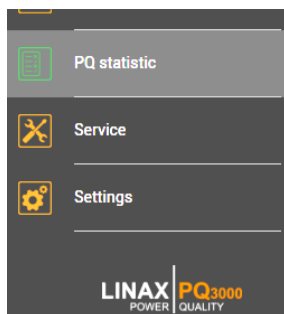 PQ statistic
Service
Settings
LINAX PQ3000
POWER QUALITY